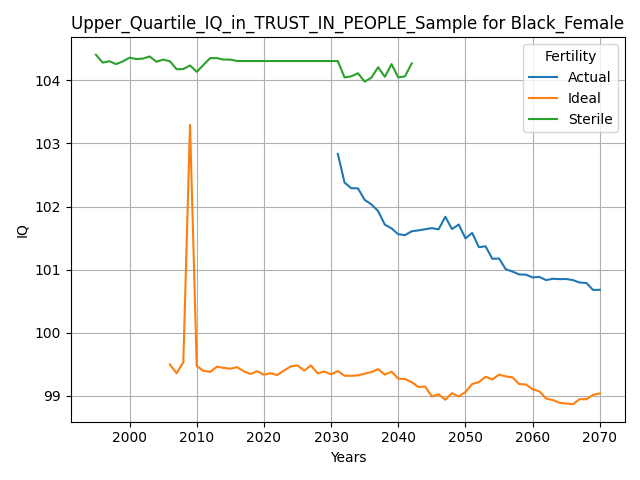 Upper_Quartile_IQ_in_TRUST_IN_PEOPLE_Sample for Black_Female
Fertility
Actual
Ideal
Sterile
104
103
102
101
100
99
IQ
2000 2010 2020 2030 2040 2050 2060 2070
Years